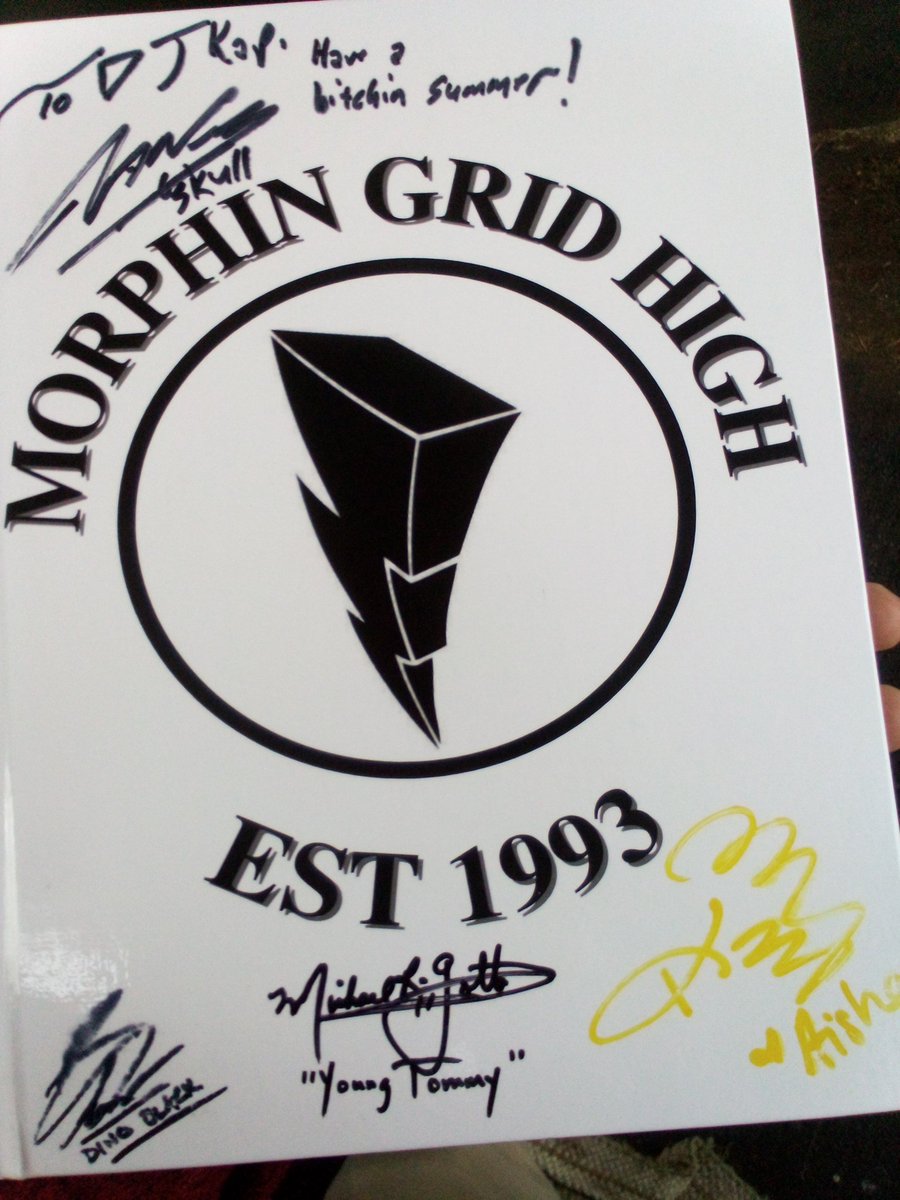 To DJ Kap.
Have a
bitchin summer!
Skull
MORPHIN GRID HIGH
EST 1993
"Young Tommy"
Aisha
DINO BLACK